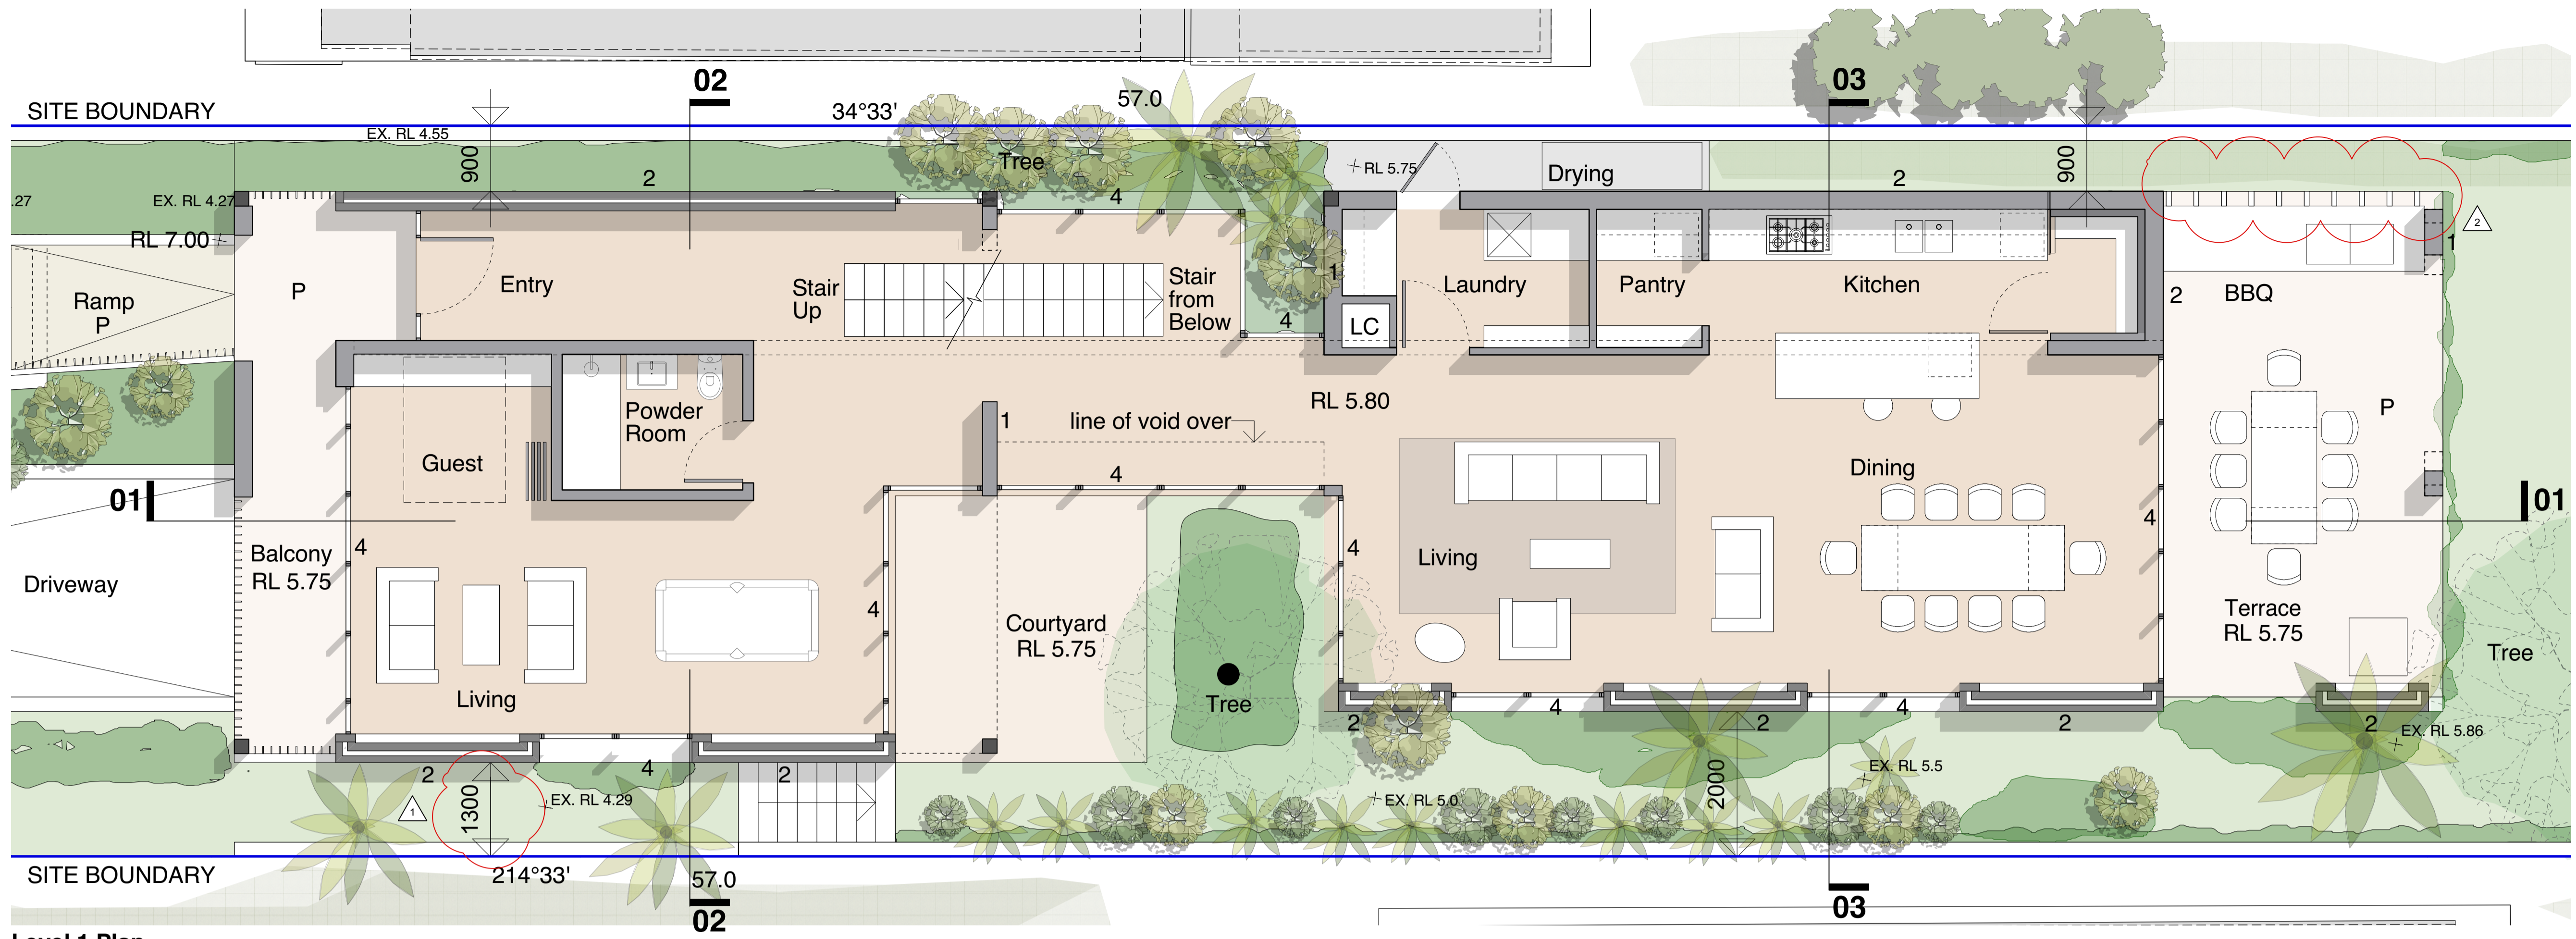 02
03
SITE BOUNDARY
34°33'
57.0
EX. RL 4.55
900
2
Tree
4
RL 5.75
Drying
2
900
2
.27
EX. RL 4.27
RL 7.00
1
Ramp
P
P
Entry
Stair
Up
Stair
from
Below
4
1
LC
Laundry
Pantry
Kitchen
2
BBQ
Powder
Room
1
line of void over
RL 5.80
P
Guest
4
Dining
01
01
4
Balcony
RL 5.75
4
Driveway
4
4
Living
Courtyard
RL 5.75
Terrace
RL 5.75
Tree
Living
Tree
2
4
2
4
2
2
EX. RL 5.86
2
4
2
1
1300
EX. RL 4.29
EX. RL 5.0
2000
EX. RL 5.5
SITE BOUNDARY
214°33'
57.0
02
03
Level 1 Plan